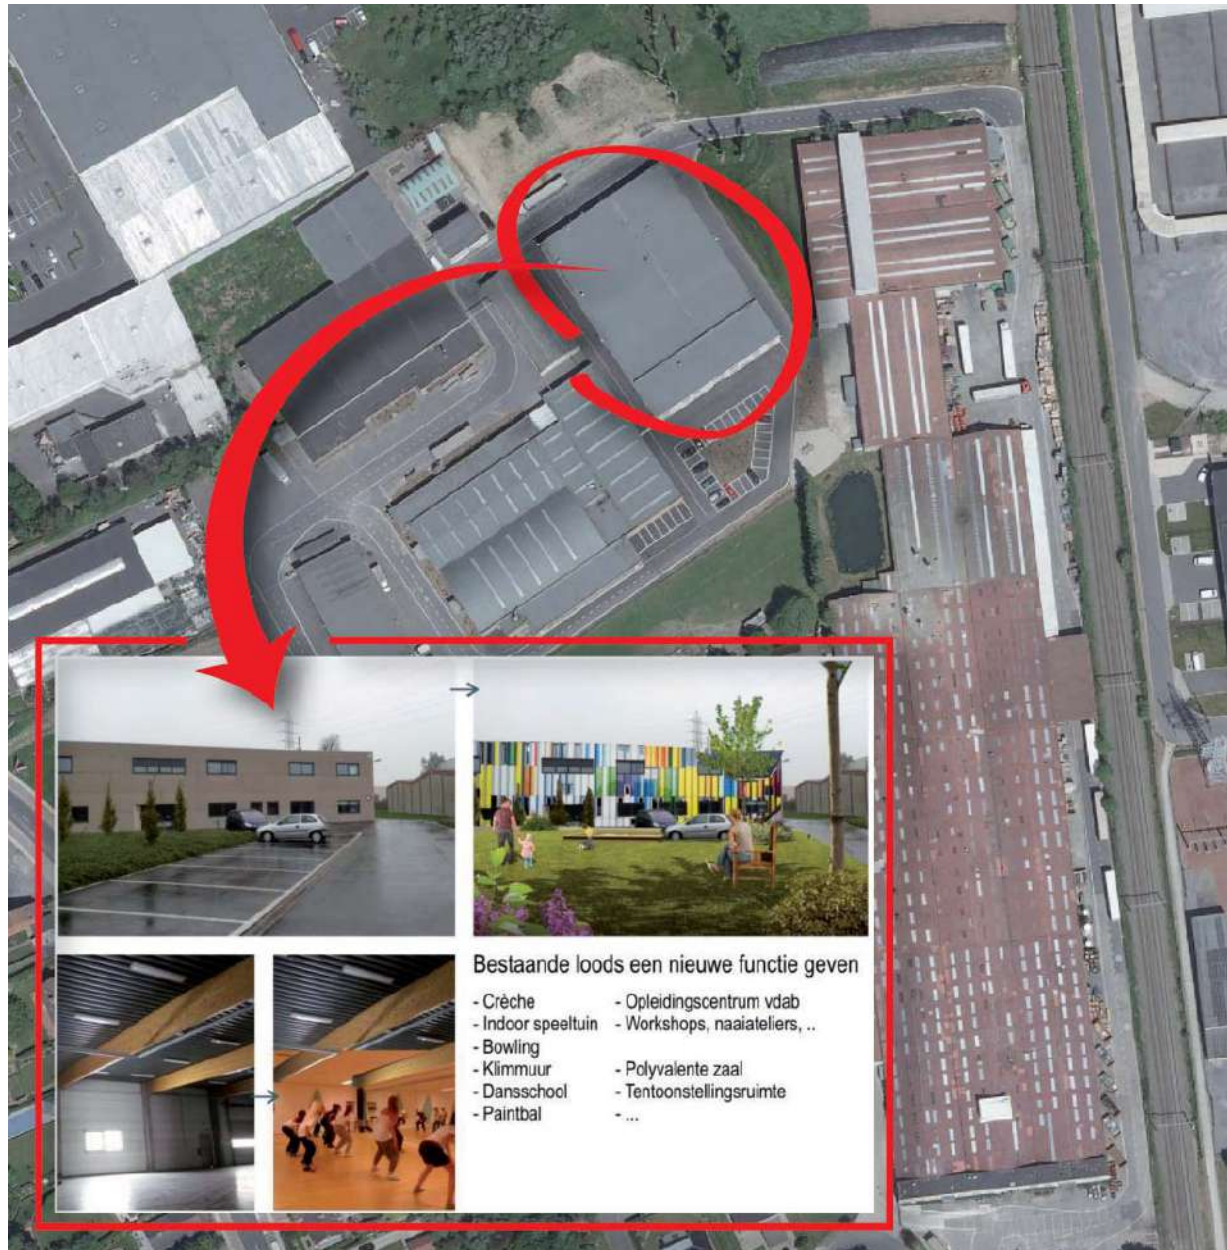 Bestaande loods een nieuwe functie geven
- Crèche - Opleidingscentrum vdab
- Indoor speeltuin - Workshops, naaiateliers, ..
- Bowling
- Klimmuur - Polyvalente zaal
- Dansschool - Tentoonstellingsruimte
- Paintbal - ...